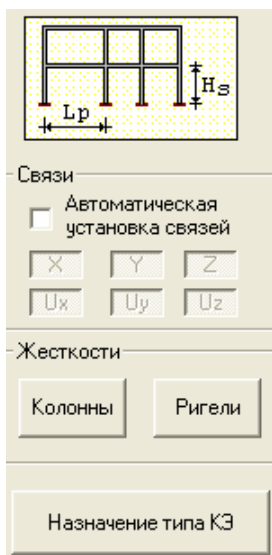 Hs
Lp
Связи
Автоматическая
установка связей
X Y Z
Ux Uy Uz
Жесткости
Колонны Ригели
Назначение типа КЭ